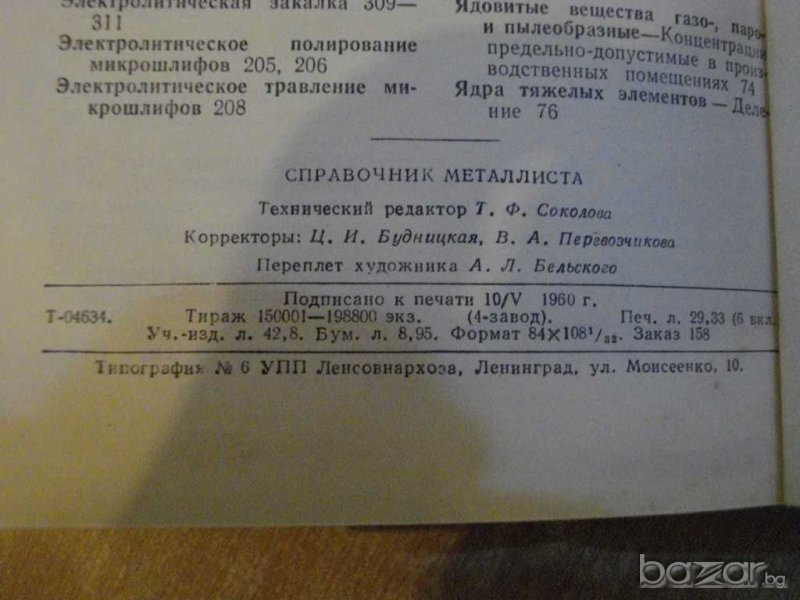 Электролитическая закалка 309—
311
Электролитическое полирование
микрошлифов 205, 206
Электролитическое травление ми-
крошлифов 208
Ядовитые вещества газо-, паро-
и пылеобразные—Концентрации
предельно-допустимые в произ-
водственных помещениях 74
Ядра тяжелых элементов — Деле-
ние 76
СПРАВОЧНИК МЕТАЛЛИСТА
Технический редактор Т. Ф. Соколова
Корректоры: Ц. И. Будницкая, В. А. Перевозчикова
Переплет художника А. Л. Бельского
Подписано к печати 10/V 1960 г.
Т-04634. Тираж 150001—198800 экз. (4-завод). Печ. л. 29,33 (6 вкл.
Уч.-изд. л. 42,8. Бум. л. 8,95. Формат 84×108¹/₃₂. Заказ 158
Типография № 6 УПП Ленсовнархоза, Ленинград, ул. Моисеенко, 10.
bazar.bg